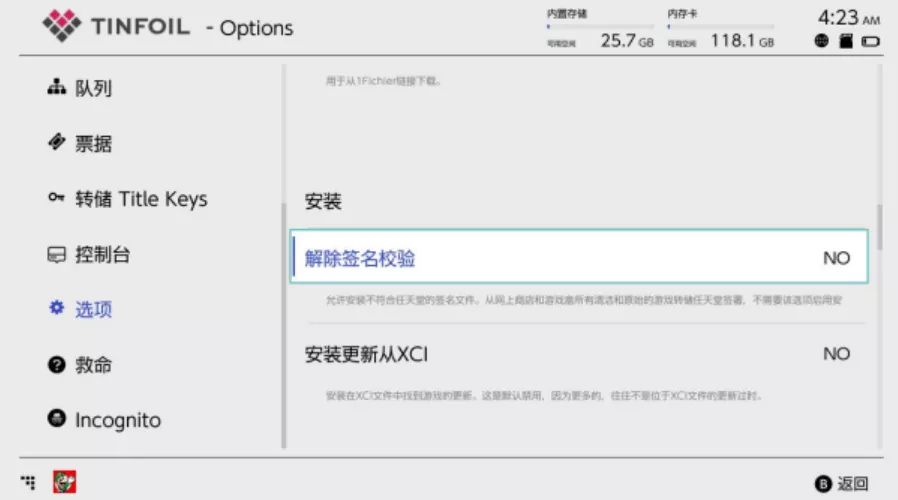 TINFOIL - Options
内置存储
可用空间 25.7 GB
内存卡
可用空间 118.1 GB
4:23 AM
队列
票据
转储 Title Keys
控制台
选项
救命
Incognito
用于从1Fichier链接下载。
安装
解除签名校验 NO
允许安装不符合任天堂的签名文件。从网上商店和游戏盒所有清洁和原始的游戏转储任天堂签署，不需要该选项启用安
安装更新从XCI NO
安装在XCI文件中找到游戏的更新。这是默认禁用，因为更多的，往往不是位于XCI文件的更新过时。
B 返回